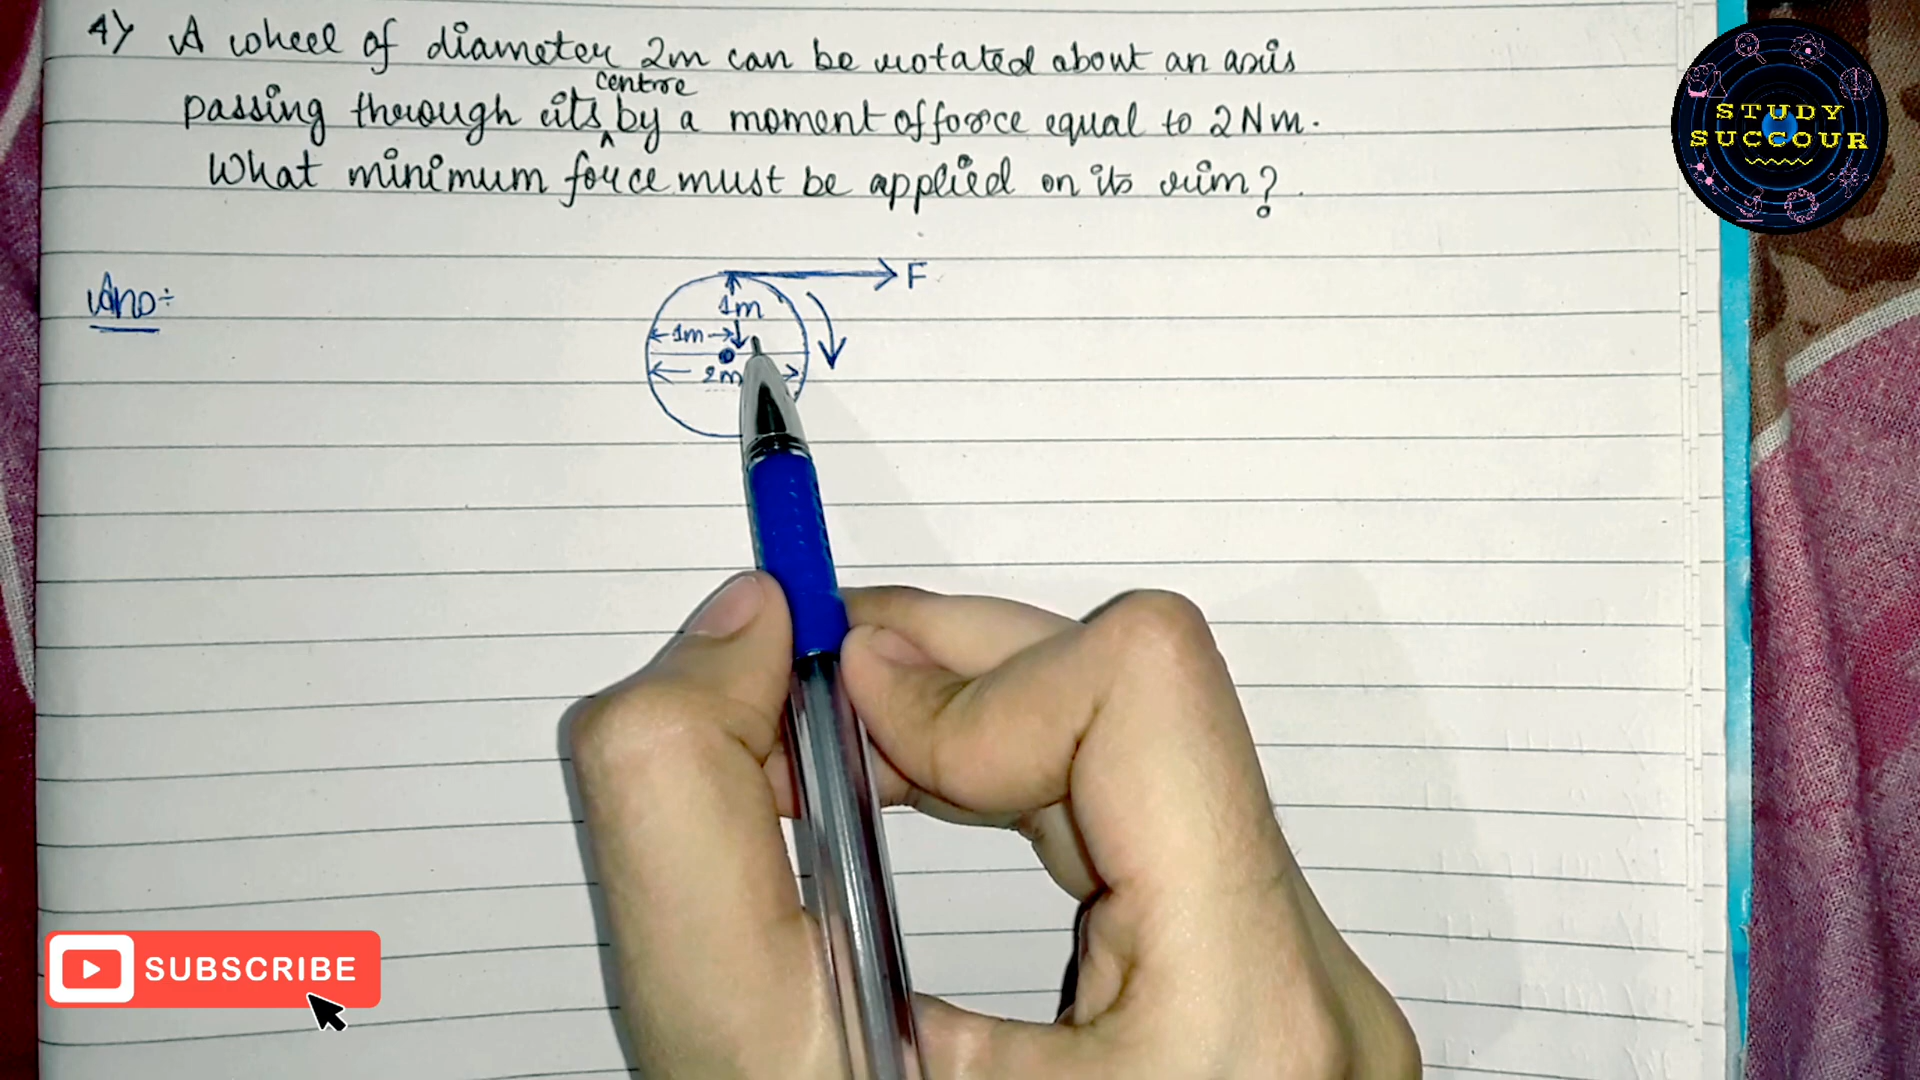 4) A wheel of diameter 2m can be rotated about an axis
centre
passing through its ^ by a moment of force equal to 2Nm.
What minimum force must be applied on its rim?
Ans÷
F
1m
1m
2m
STUDY
SUCCOUR
SUBSCRIBE